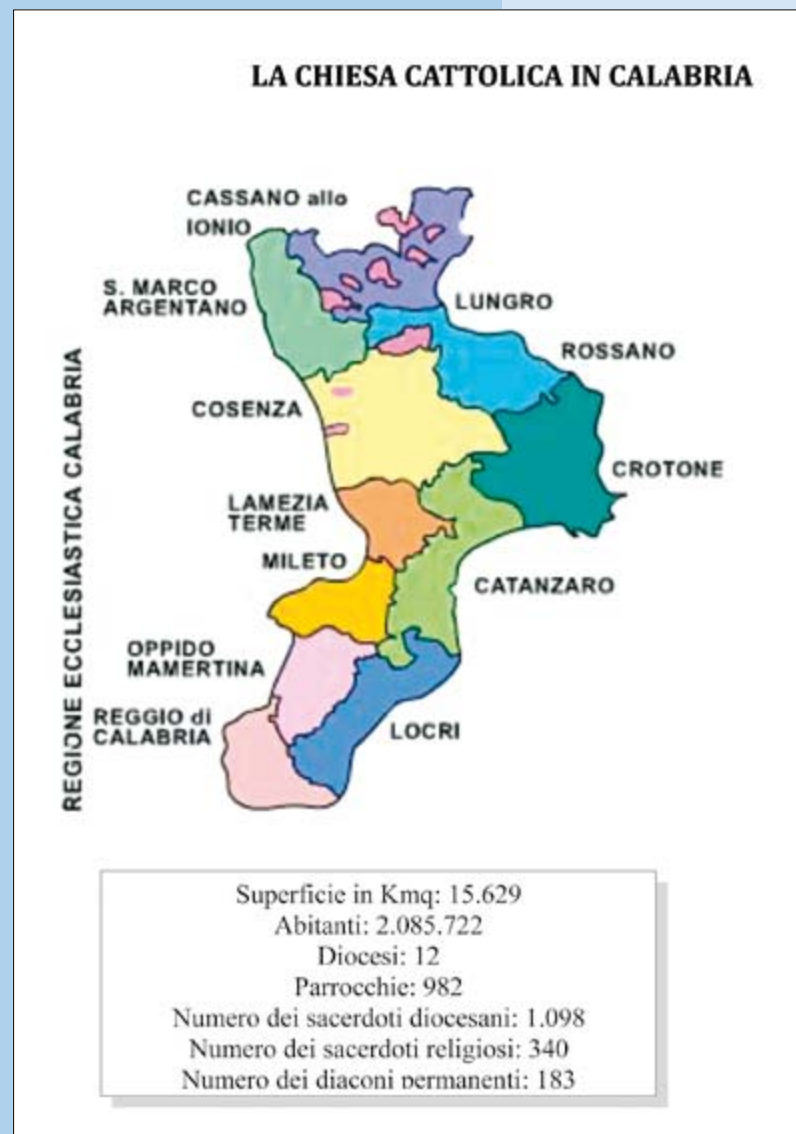 LA CHIESA CATTOLICA IN CALABRIA
CASSANO allo
IONIO
S. MARCO
ARGENTANO
LUNGRO
ROSSANO
COSENZA
CROTONE
LAMEZIA
TERME
MILETO
CATANZARO
OPPIDO
MAMERTINA
REGGIO di
CALABRIA
LOCRI
REGIONE ECCLESIASTICA CALABRIA
Superficie in Kmq: 15.629
Abitanti: 2.085.722
Diocesi: 12
Parrocchie: 982
Numero dei sacerdoti diocesani: 1.098
Numero dei sacerdoti religiosi: 340
Numero dei diaconi permanenti: 183